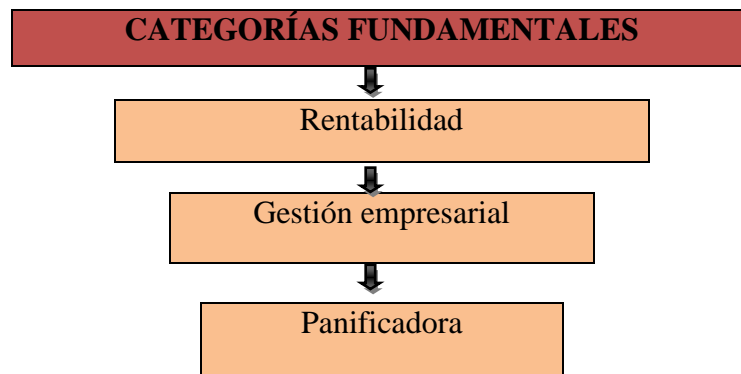 CATEGORÍAS FUNDAMENTALES
Rentabilidad
Gestión empresarial
Panificadora